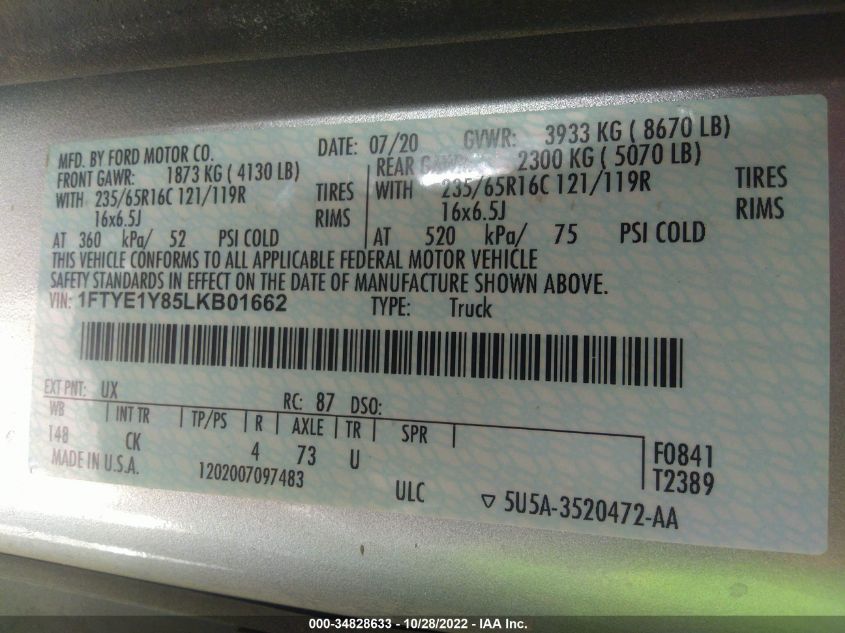 MFD. BY FORD MOTOR CO. DATE: 07/20 GVWR: 3933 KG ( 8670 LB)
FRONT GAWR: 1873 KG ( 4130 LB) REAR GAWR: 2300 KG ( 5070 LB)
WITH 235/65R16C 121/119R TIRES WITH 235/65R16C 121/119R TIRES
16x6.5J RIMS 16x6.5J RIMS
AT 360 kPa/ 52 PSI COLD AT 520 kPa/ 75 PSI COLD
THIS VEHICLE CONFORMS TO ALL APPLICABLE FEDERAL MOTOR VEHICLE
SAFETY STANDARDS IN EFFECT ON THE DATE OF MANUFACTURE SHOWN ABOVE.
VIN: 1FTYE1Y85LKB01662 TYPE: Truck
EXT PNT: UX RC: 87 DSO:
WB INT TR TP/PS R AXLE TR SPR
148 CK 4 73 U F0841
MADE IN U.S.A. 1202007097483 T2389
ULC ▽ 5U5A-3520472-AA
000-34828633 - 10/28/2022 - IAA Inc.